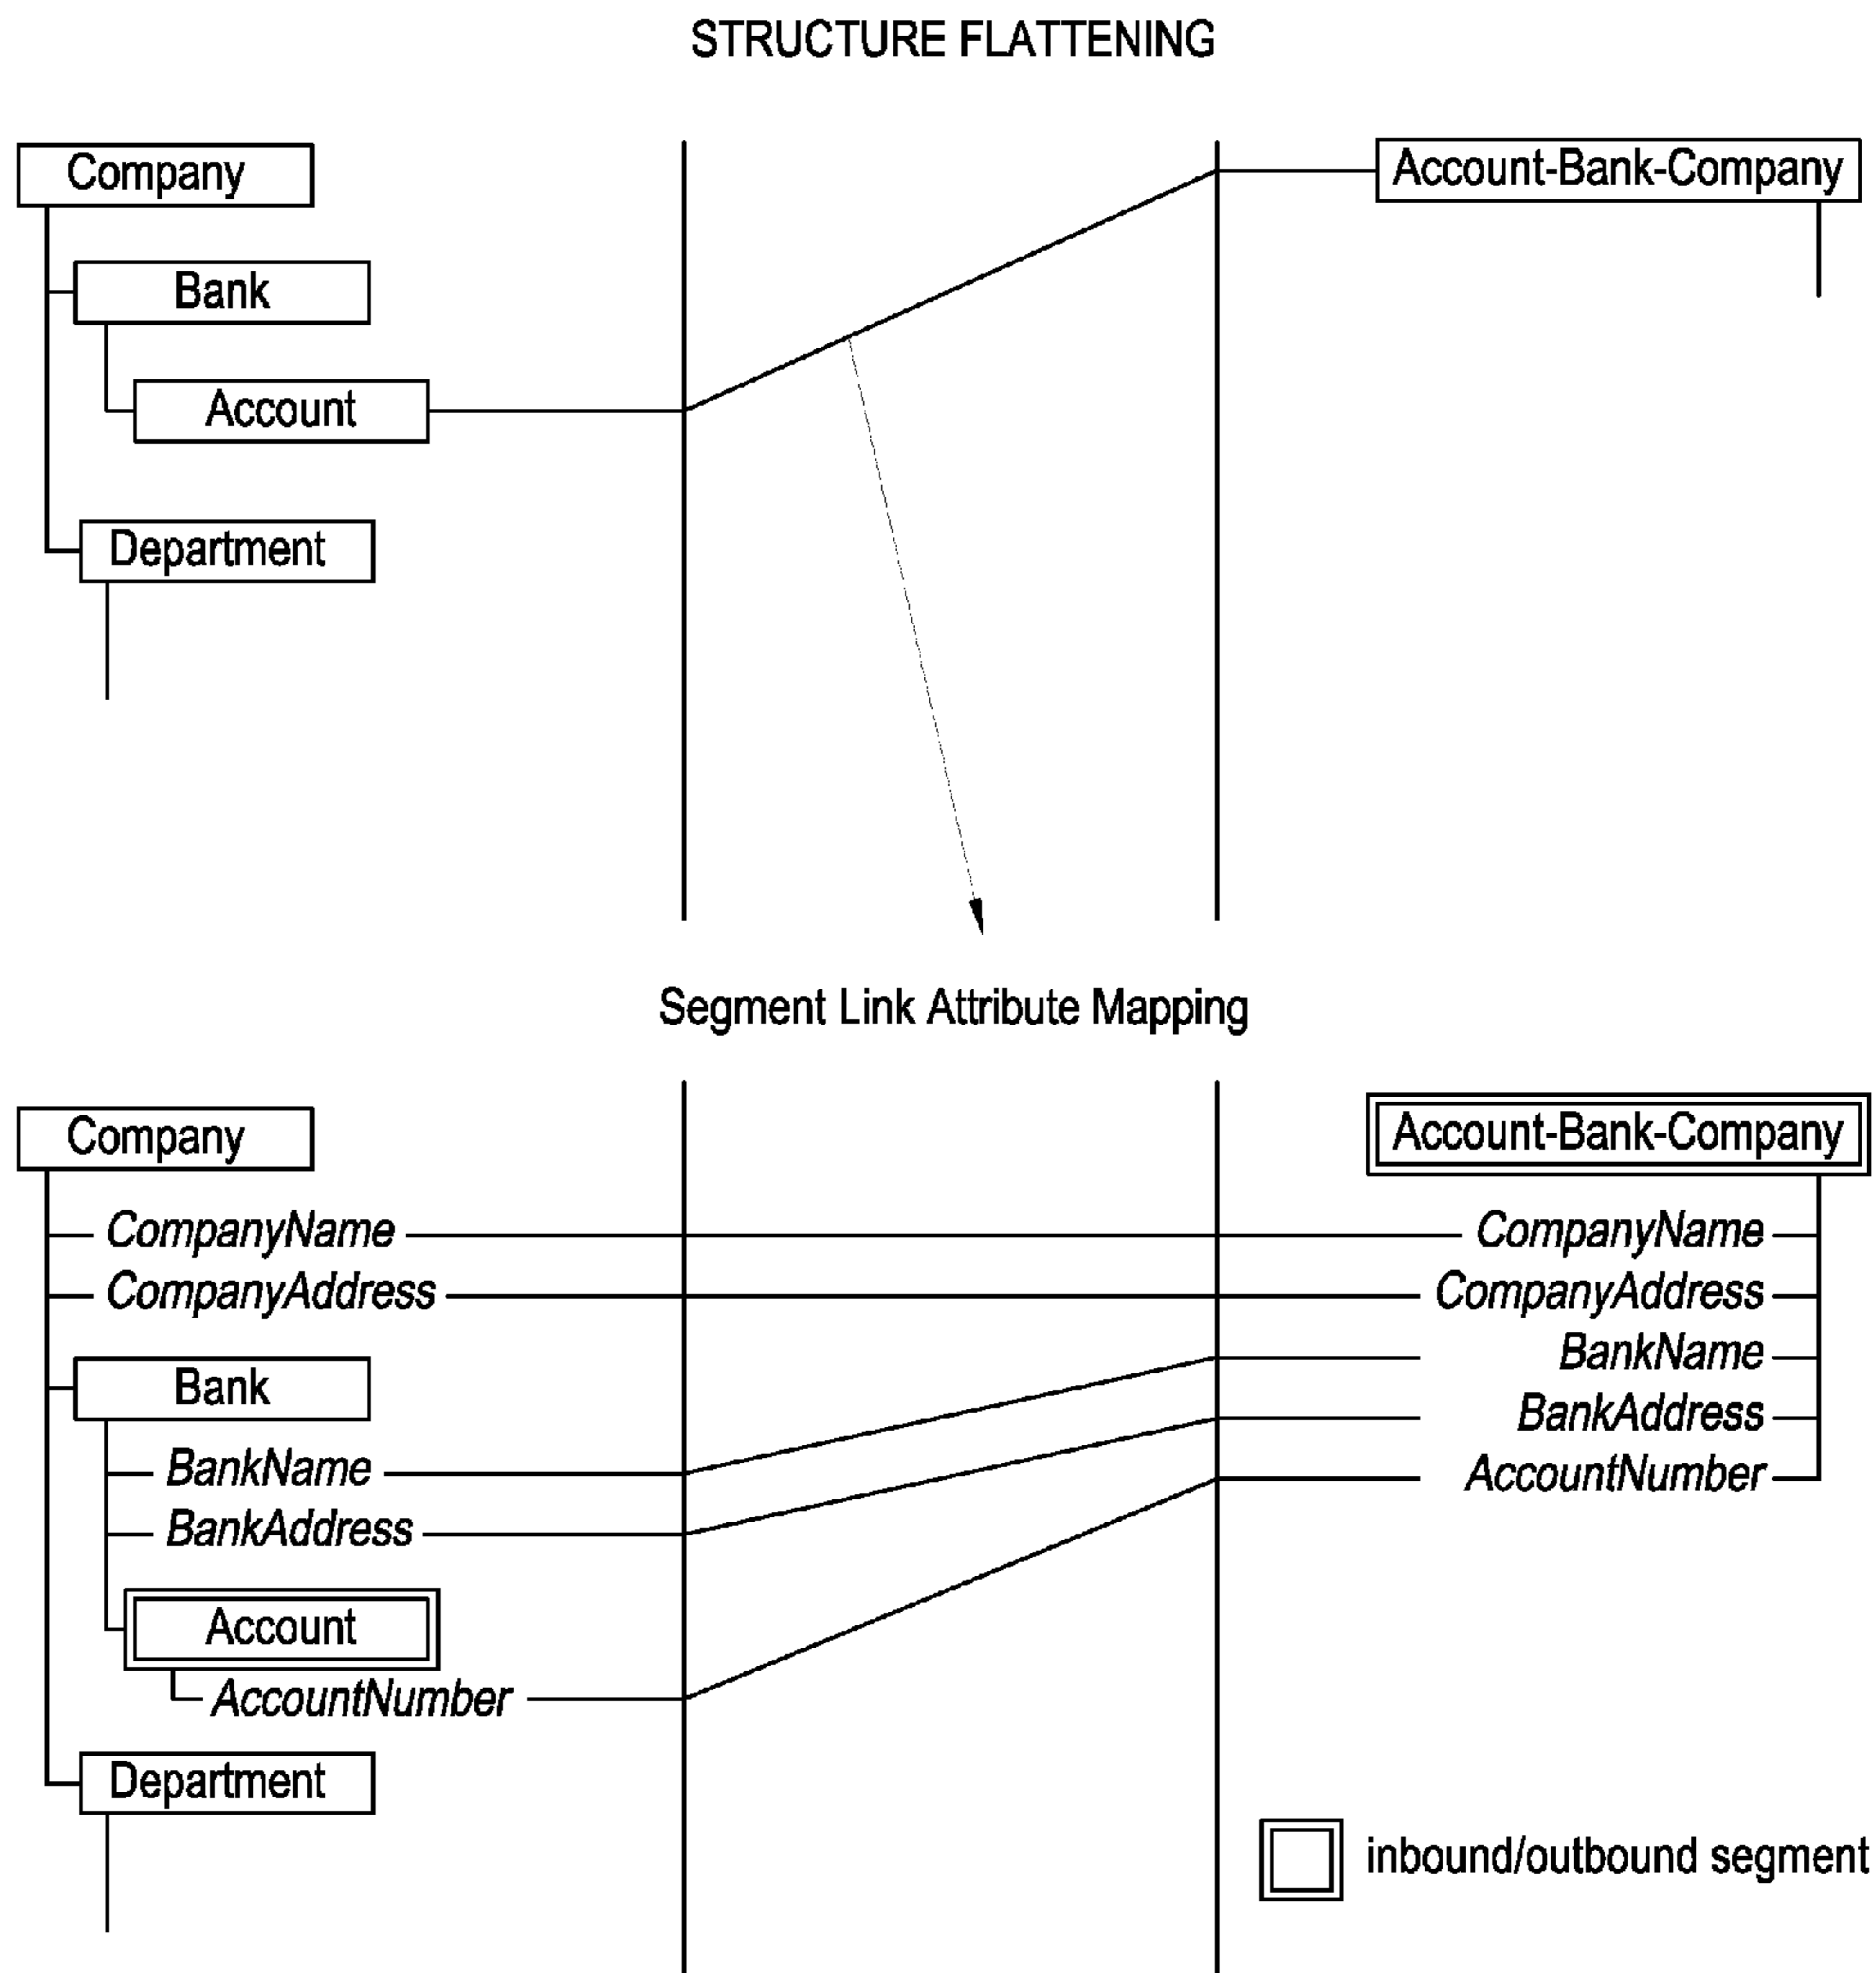 STRUCTURE FLATTENING
Company
Account-Bank-Company
Bank
Account
Department
Segment Link Attribute Mapping
Company
Account-Bank-Company
CompanyName
CompanyName
CompanyAddress
CompanyAddress
BankName
Bank
BankAddress
BankName
AccountNumber
BankAddress
Account
AccountNumber
Department
inbound/outbound segment